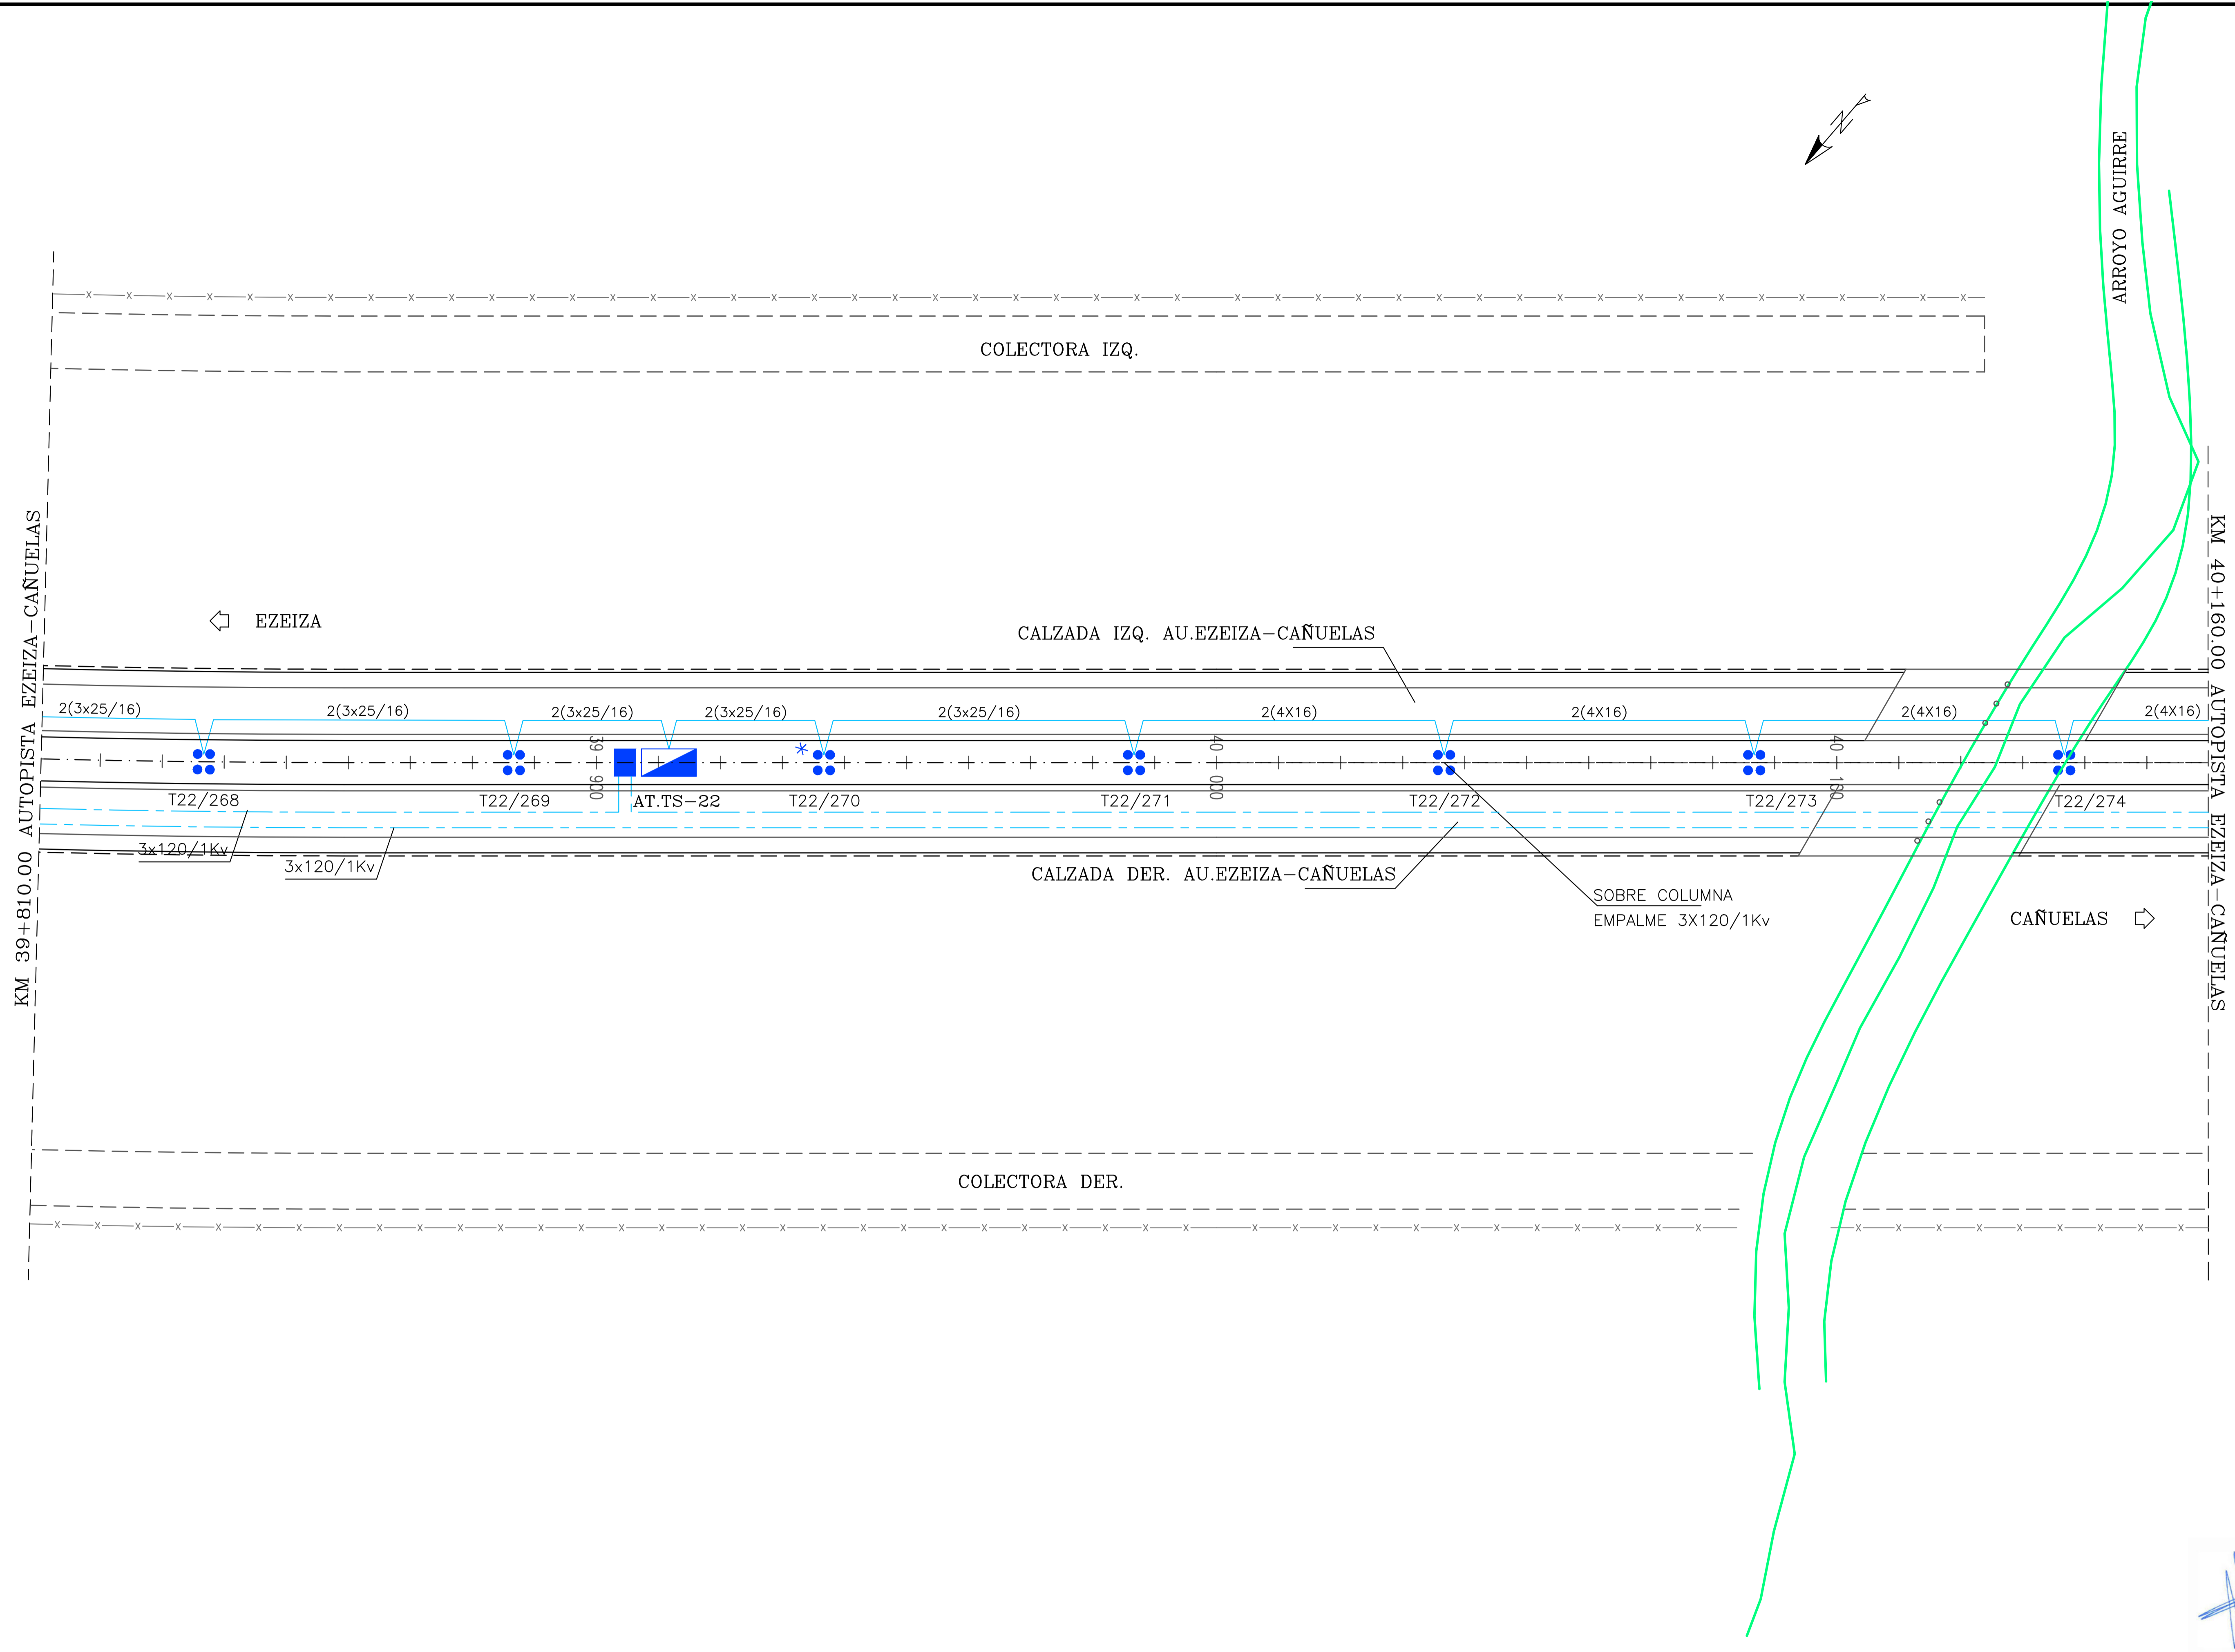 N
ARROYO AGUIRRE
COLECTORA IZQ.
KM 39+810.00 AUTOPISTA EZEIZA-CAÑUELAS
KM 40+160.00 AUTOPISTA EZEIZA-CAÑUELAS
EZEIZA
CALZADA IZQ. AU.EZEIZA-CAÑUELAS
2(3x25/16)
2(3x25/16)
2(3x25/16)
2(3x25/16)
2(3x25/16)
2(4X16)
2(4X16)
2(4X16)
2(4X16)
39 900
40 000
40 100
*
T22/268
T22/269
AT.TS-22
T22/270
T22/271
T22/272
T22/273
T22/274
3x120/1Kv
3x120/1Kv
CALZADA DER. AU.EZEIZA-CAÑUELAS
SOBRE COLUMNA
EMPALME 3X120/1Kv
CAÑUELAS
COLECTORA DER.